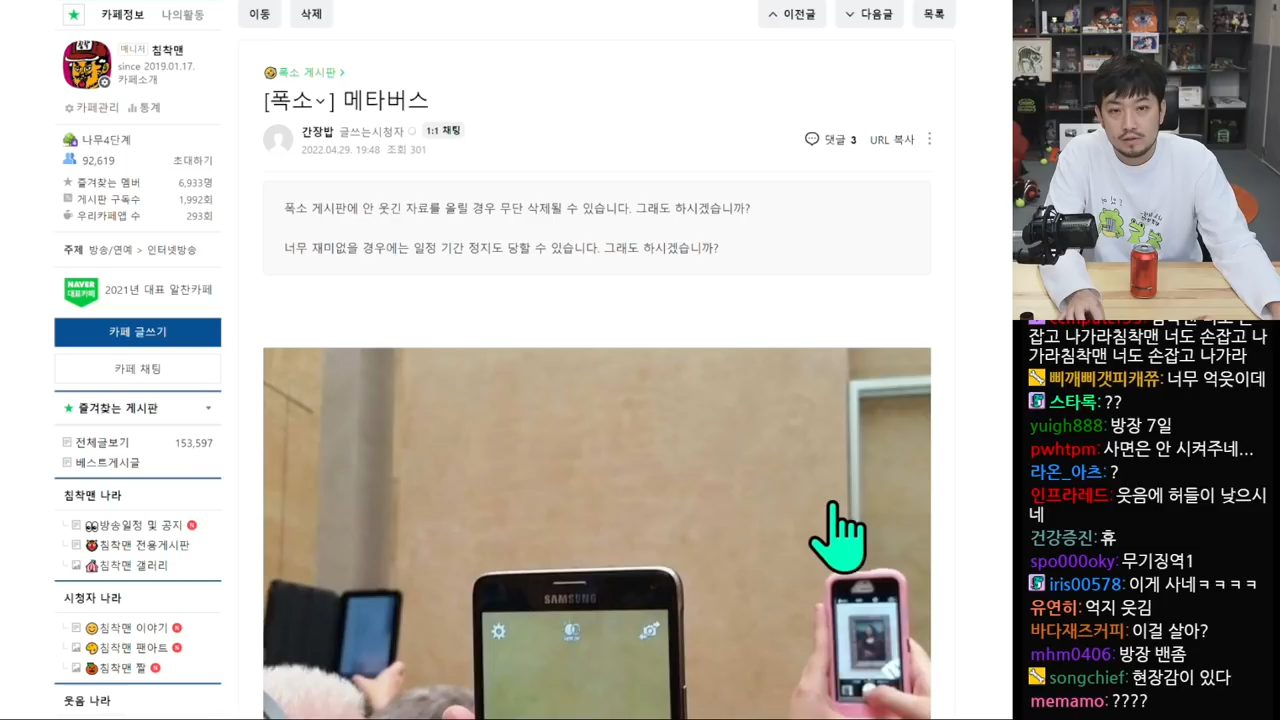 카페정보 나의활동
매니저 침착맨
since 2019.01.17.
카페소개
카페관리 통계
나무4단계
92,619 초대하기
즐겨찾는 멤버 6,933명
게시판 구독수 1,992회
우리카페앱 수 293회
주제 방송/연예 > 인터넷방송
NAVER
대표카페
2021년 대표 알찬카페
카페 글쓰기
카페 채팅
즐겨찾는 게시판
전체글보기 153,597
베스트게시글
침착맨 나라
방송일정 및 공지 N
침착맨 전용게시판
침착맨 갤러리
시청자 나라
침착맨 이야기 N
침착맨 팬아트 N
침착맨 짤 N
웃음 나라
이동 삭제 이전글 다음글 목록
폭소 게시판 >
[폭소] 메타버스
간장밥 글쓰는시청자 1:1 채팅
2022.04.29. 19:48 조회 301
댓글 3 URL 복사
폭소 게시판에 안 웃긴 자료를 올릴 경우 무단 삭제될 수 있습니다. 그래도 하시겠습니까?
너무 재미없을 경우에는 일정 기간 정지도 당할 수 있습니다. 그래도 하시겠습니까?
SAMSUNG
잡고 나가라침착맨 너도 손잡고 나
가라침착맨 너도 손잡고 나가라
삐깨삐갯피캐쮸: 너무 억웃이데
스타록: ??
yuigh888: 방장 7일
pwhtpm: 사면은 안 시켜주네...
라온_아츠: ?
인프라레드: 웃음에 허들이 낮으시
네
건강증진: 휴
spo000oky: 무기징역1
iris00578: 이게 사네ㅋㅋㅋㅋ
유연히: 억지 웃김
바다재즈커피: 이걸 살아?
mhm0406: 방장 밴좀
songchief: 현장감이 있다
memamo: ????